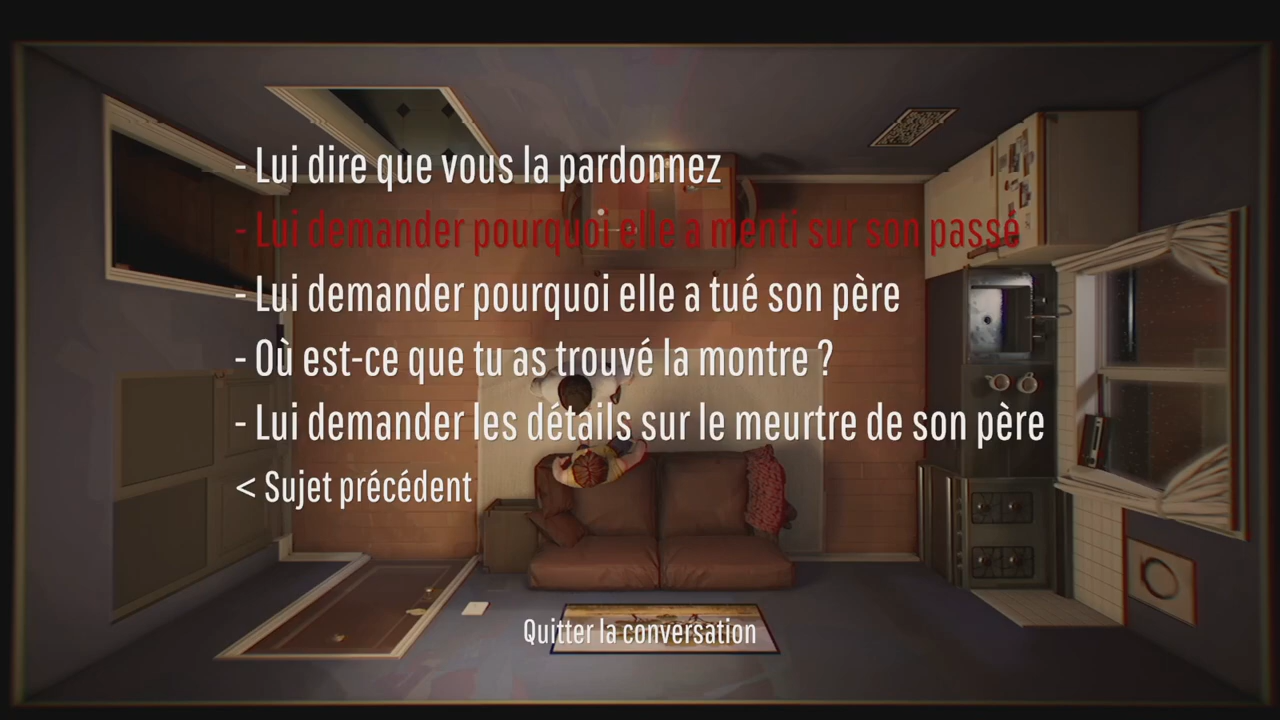 - Lui dire que vous la pardonnez
- Lui demander pourquoi elle a menti sur son passé
- Lui demander pourquoi elle a tué son père
- Où est-ce que tu as trouvé la montre ?
- Lui demander les détails sur le meurtre de son père
< Sujet précédent
Quitter la conversation